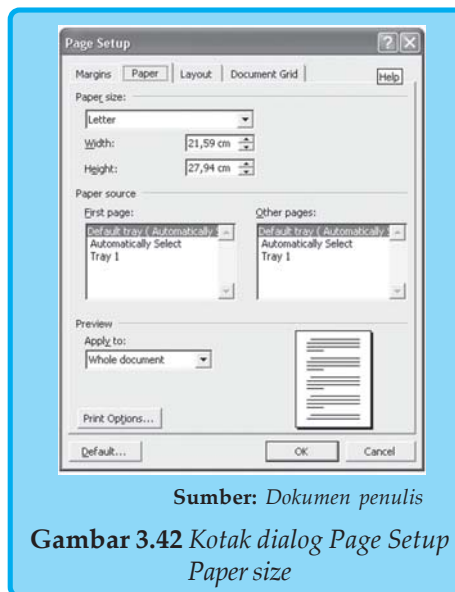 Page Setup
Margins Paper Layout Document Grid Help
Paper size:
Letter
Width: 21,59 cm
Height: 27,94 cm
Paper source
First page: Other pages:
Default tray ( Automatically Default tray ( Automatically
Automatically Select Automatically Select
Tray 1 Tray 1
Preview
Apply to:
Whole document
Print Options...
Default... OK Cancel
Sumber: Dokumen penulis
Gambar 3.42 Kotak dialog Page Setup
Paper size